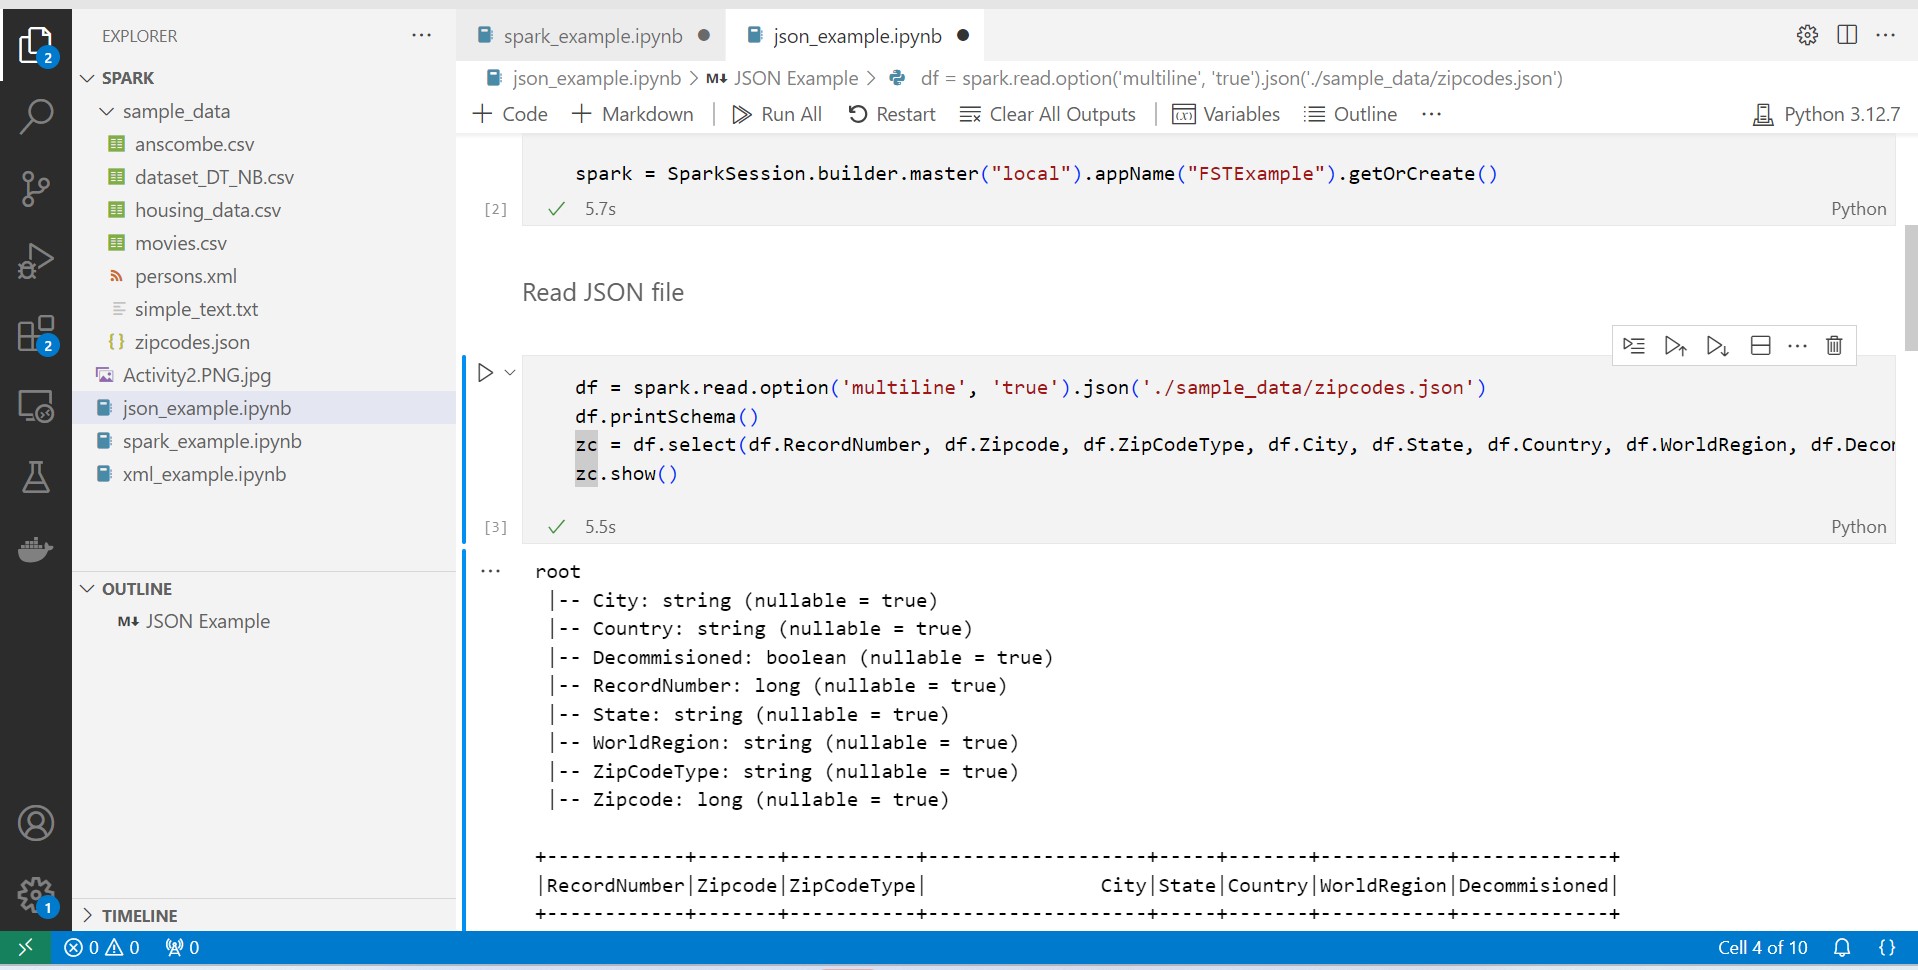 EXPLORER
SPARK
sample_data
anscombe.csv
dataset_DT_NB.csv
housing_data.csv
movies.csv
persons.xml
simple_text.txt
zipcodes.json
Activity2.PNG.jpg
json_example.ipynb
spark_example.ipynb
xml_example.ipynb
OUTLINE
M↓ JSON Example
TIMELINE
2
2
1
spark_example.ipynb ●
json_example.ipynb ●
json_example.ipynb > M↓ JSON Example > df = spark.read.option('multiline', 'true').json('./sample_data/zipcodes.json')
+ Code + Markdown | Run All Restart Clear All Outputs | (x) Variables Outline ... Python 3.12.7
spark = SparkSession.builder.master("local").appName("FSTExample").getOrCreate()
[2] ✓ 5.7s Python
Read JSON file
df = spark.read.option('multiline', 'true').json('./sample_data/zipcodes.json')
df.printSchema()
zc = df.select(df.RecordNumber, df.Zipcode, df.ZipCodeType, df.City, df.State, df.Country, df.WorldRegion, df.Decom
zc.show()
[3] ✓ 5.5s Python
root
|-- City: string (nullable = true)
|-- Country: string (nullable = true)
|-- Decommisioned: boolean (nullable = true)
|-- RecordNumber: long (nullable = true)
|-- State: string (nullable = true)
|-- WorldRegion: string (nullable = true)
|-- ZipCodeType: string (nullable = true)
|-- Zipcode: long (nullable = true)
+------------+-------+-----------+-------------------+-----+-------+-----------+-------------+
|RecordNumber|Zipcode|ZipCodeType|               City|State|Country|WorldRegion|Decommisioned|
+------------+-------+-----------+-------------------+-----+-------+-----------+-------------+
0 0 0 Cell 4 of 10 {}